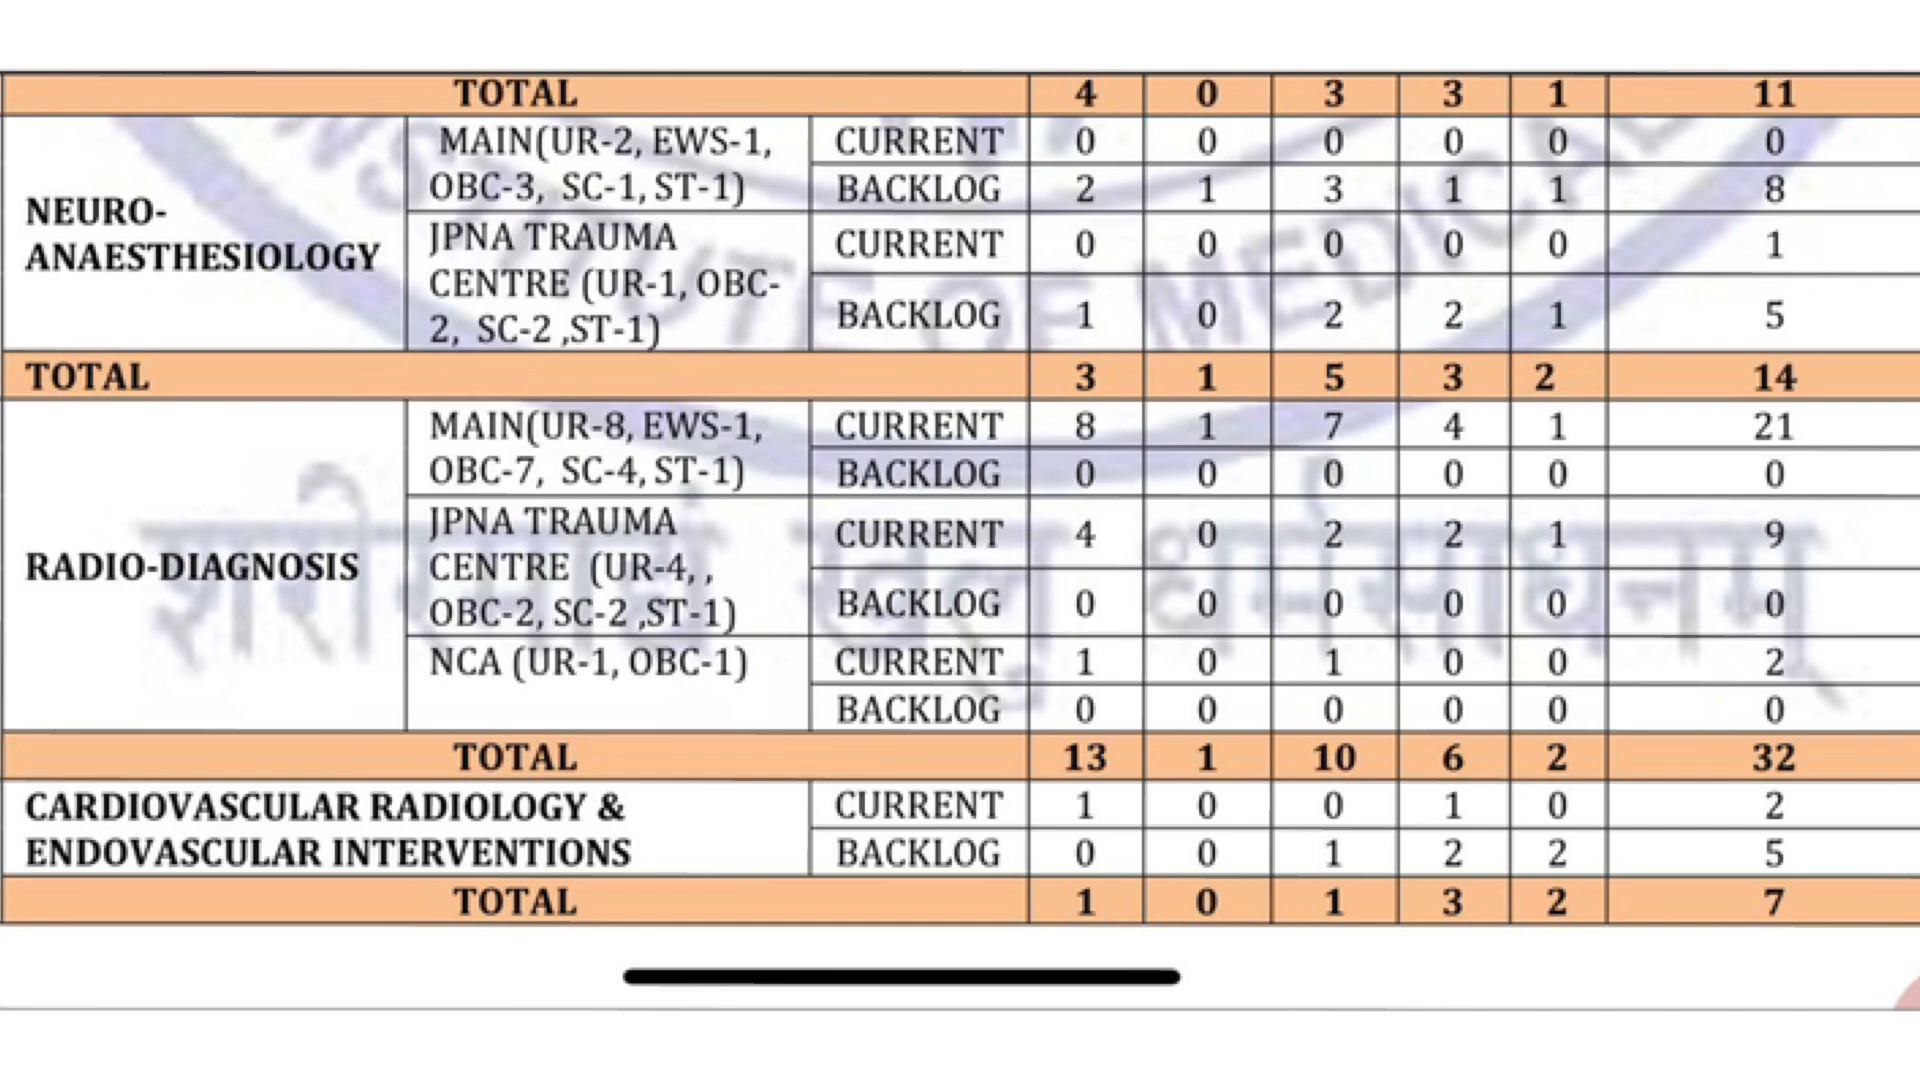 TOTAL 4 0 3 3 1 11
NEURO-
ANAESTHESIOLOGY
MAIN(UR-2, EWS-1,
OBC-3, SC-1, ST-1)
CURRENT 0 0 0 0 0 0
BACKLOG 2 1 3 1 1 8
JPNA TRAUMA
CENTRE (UR-1, OBC-
2, SC-2 ,ST-1)
CURRENT 0 0 0 0 0 1
BACKLOG 1 0 2 2 1 5
TOTAL 3 1 5 3 2 14
RADIO-DIAGNOSIS
MAIN(UR-8, EWS-1,
OBC-7, SC-4, ST-1)
CURRENT 8 1 7 4 1 21
BACKLOG 0 0 0 0 0 0
JPNA TRAUMA
CENTRE (UR-4, ,
OBC-2, SC-2 ,ST-1)
CURRENT 4 0 2 2 1 9
BACKLOG 0 0 0 0 0 0
NCA (UR-1, OBC-1)
CURRENT 1 0 1 0 0 2
BACKLOG 0 0 0 0 0 0
TOTAL 13 1 10 6 2 32
CARDIOVASCULAR RADIOLOGY &
ENDOVASCULAR INTERVENTIONS
CURRENT 1 0 0 1 0 2
BACKLOG 0 0 1 2 2 5
TOTAL 1 0 1 3 2 7
OF MEDICAL